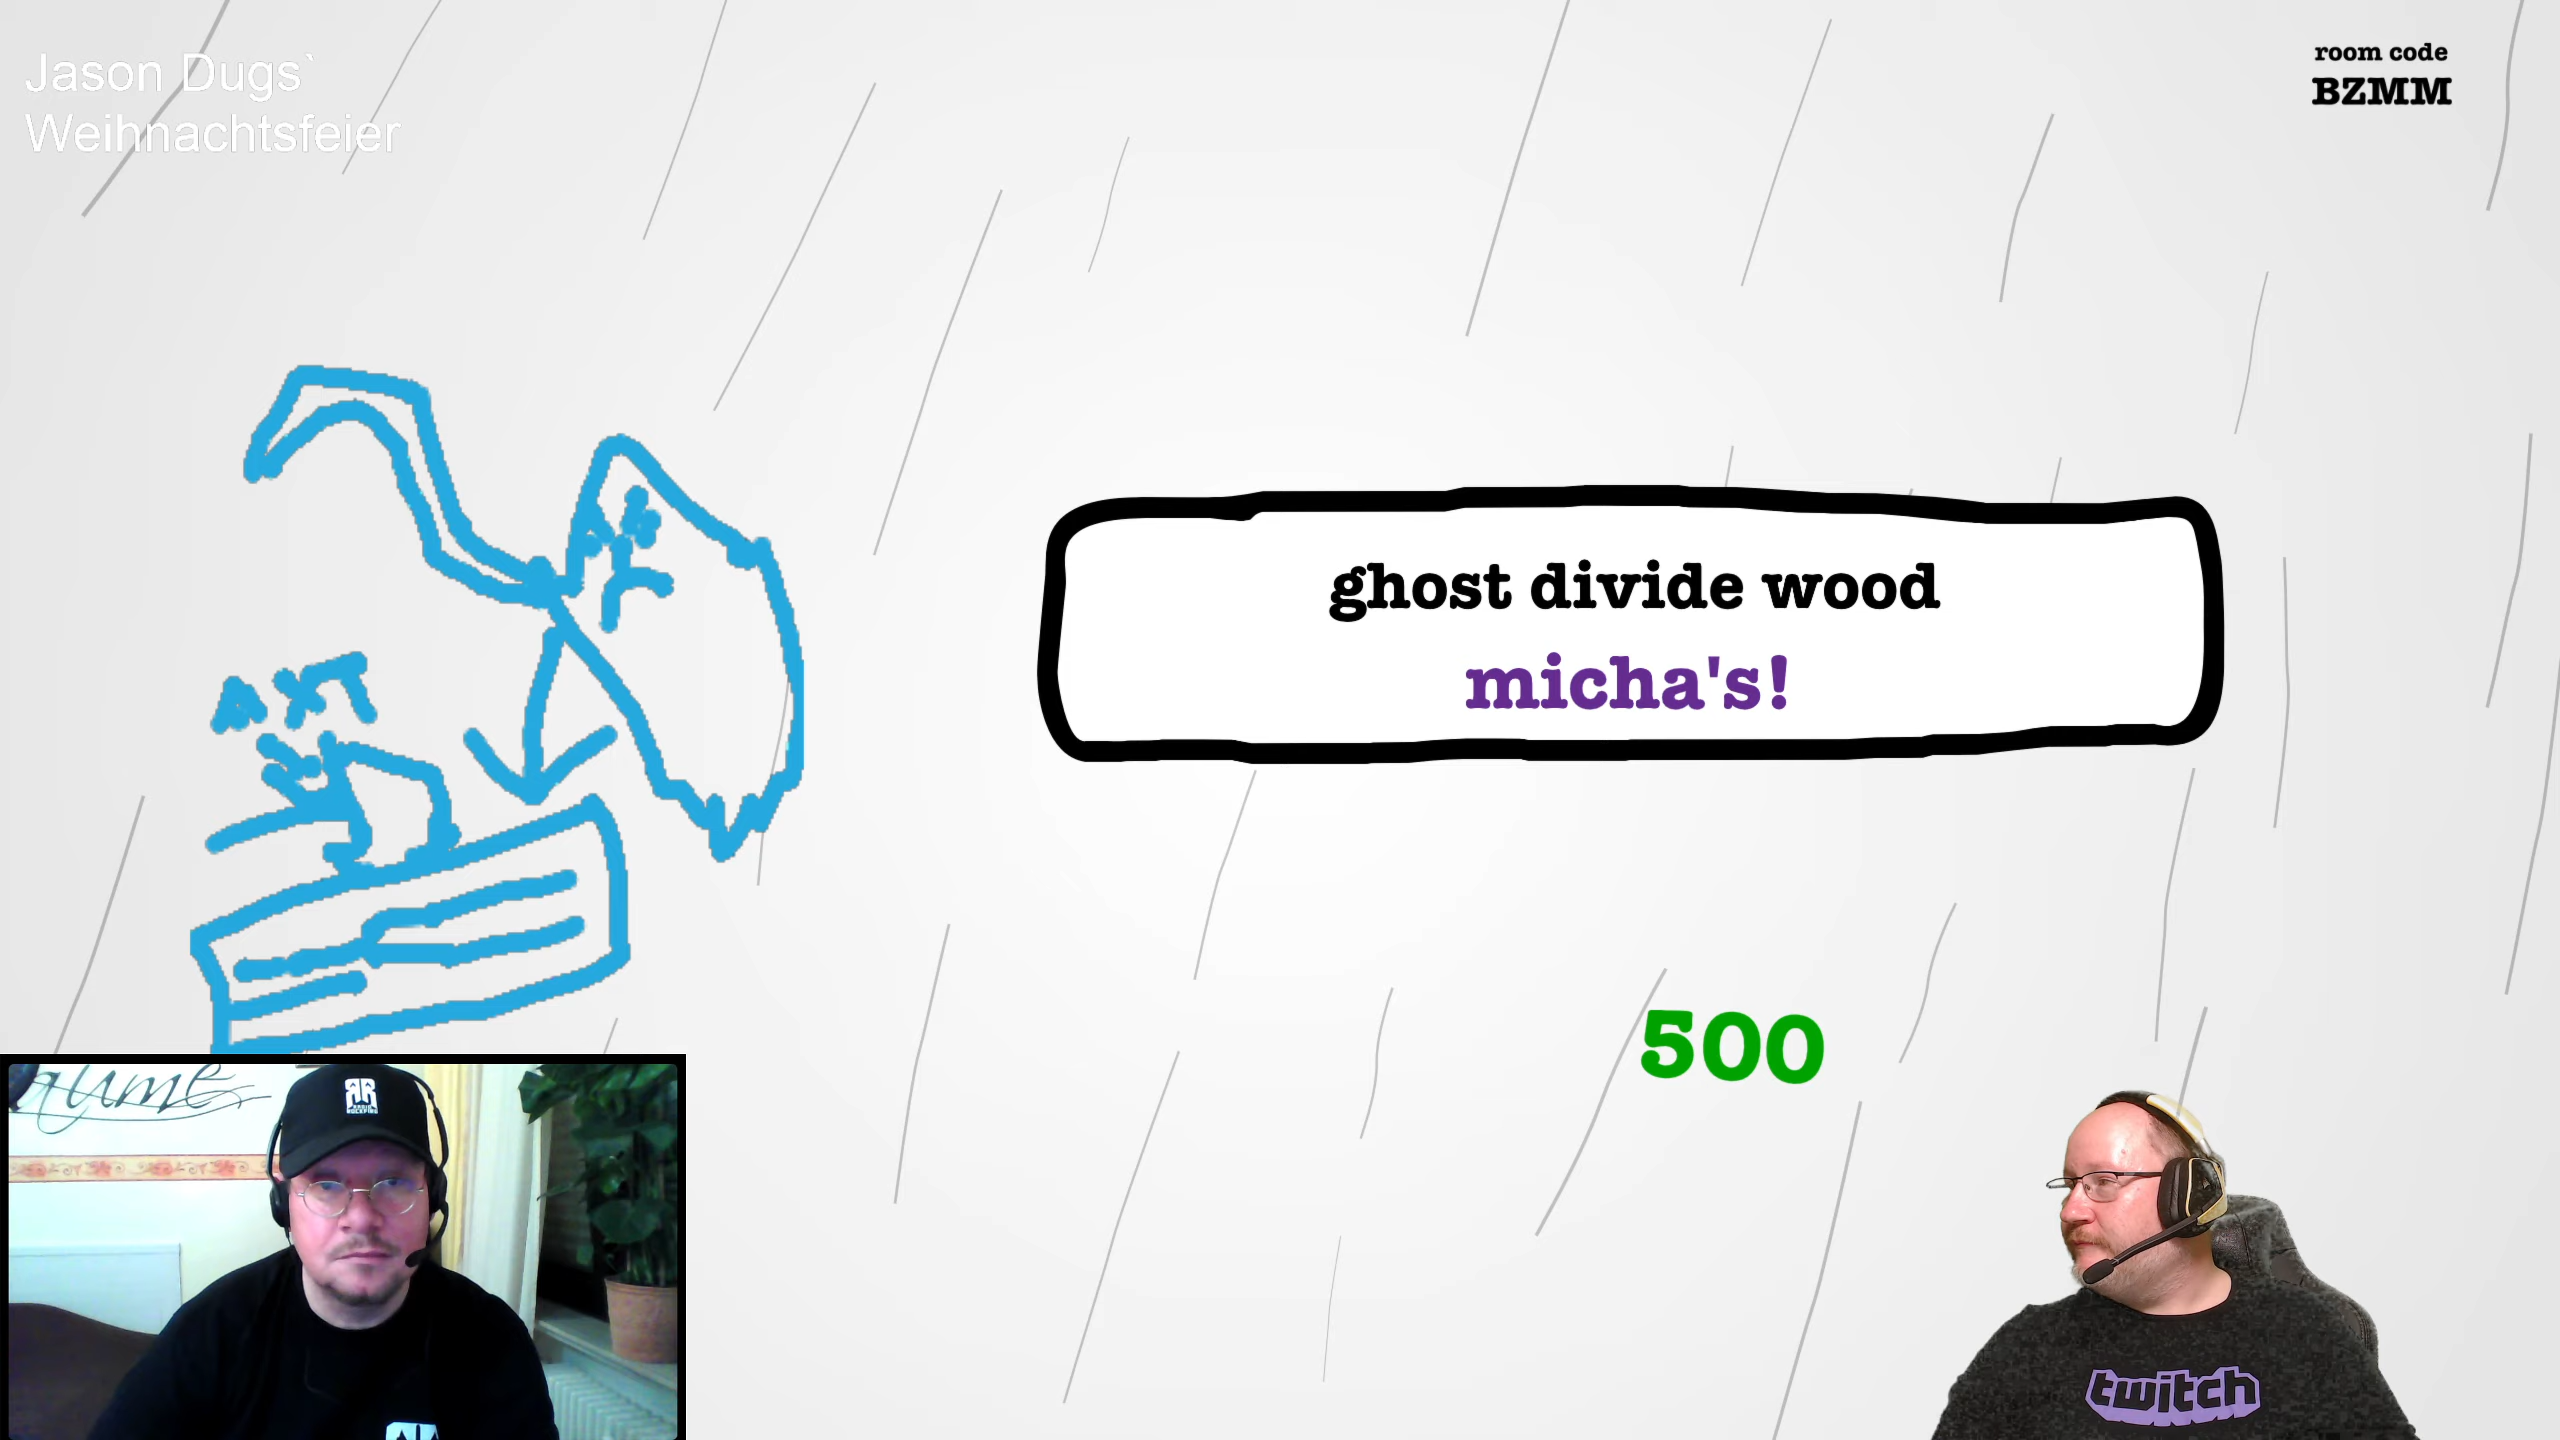 Jason Dugs`
Weihnachtsfeier
room code
BZMM
ghost divide wood
micha's!
AXT
500
twitch